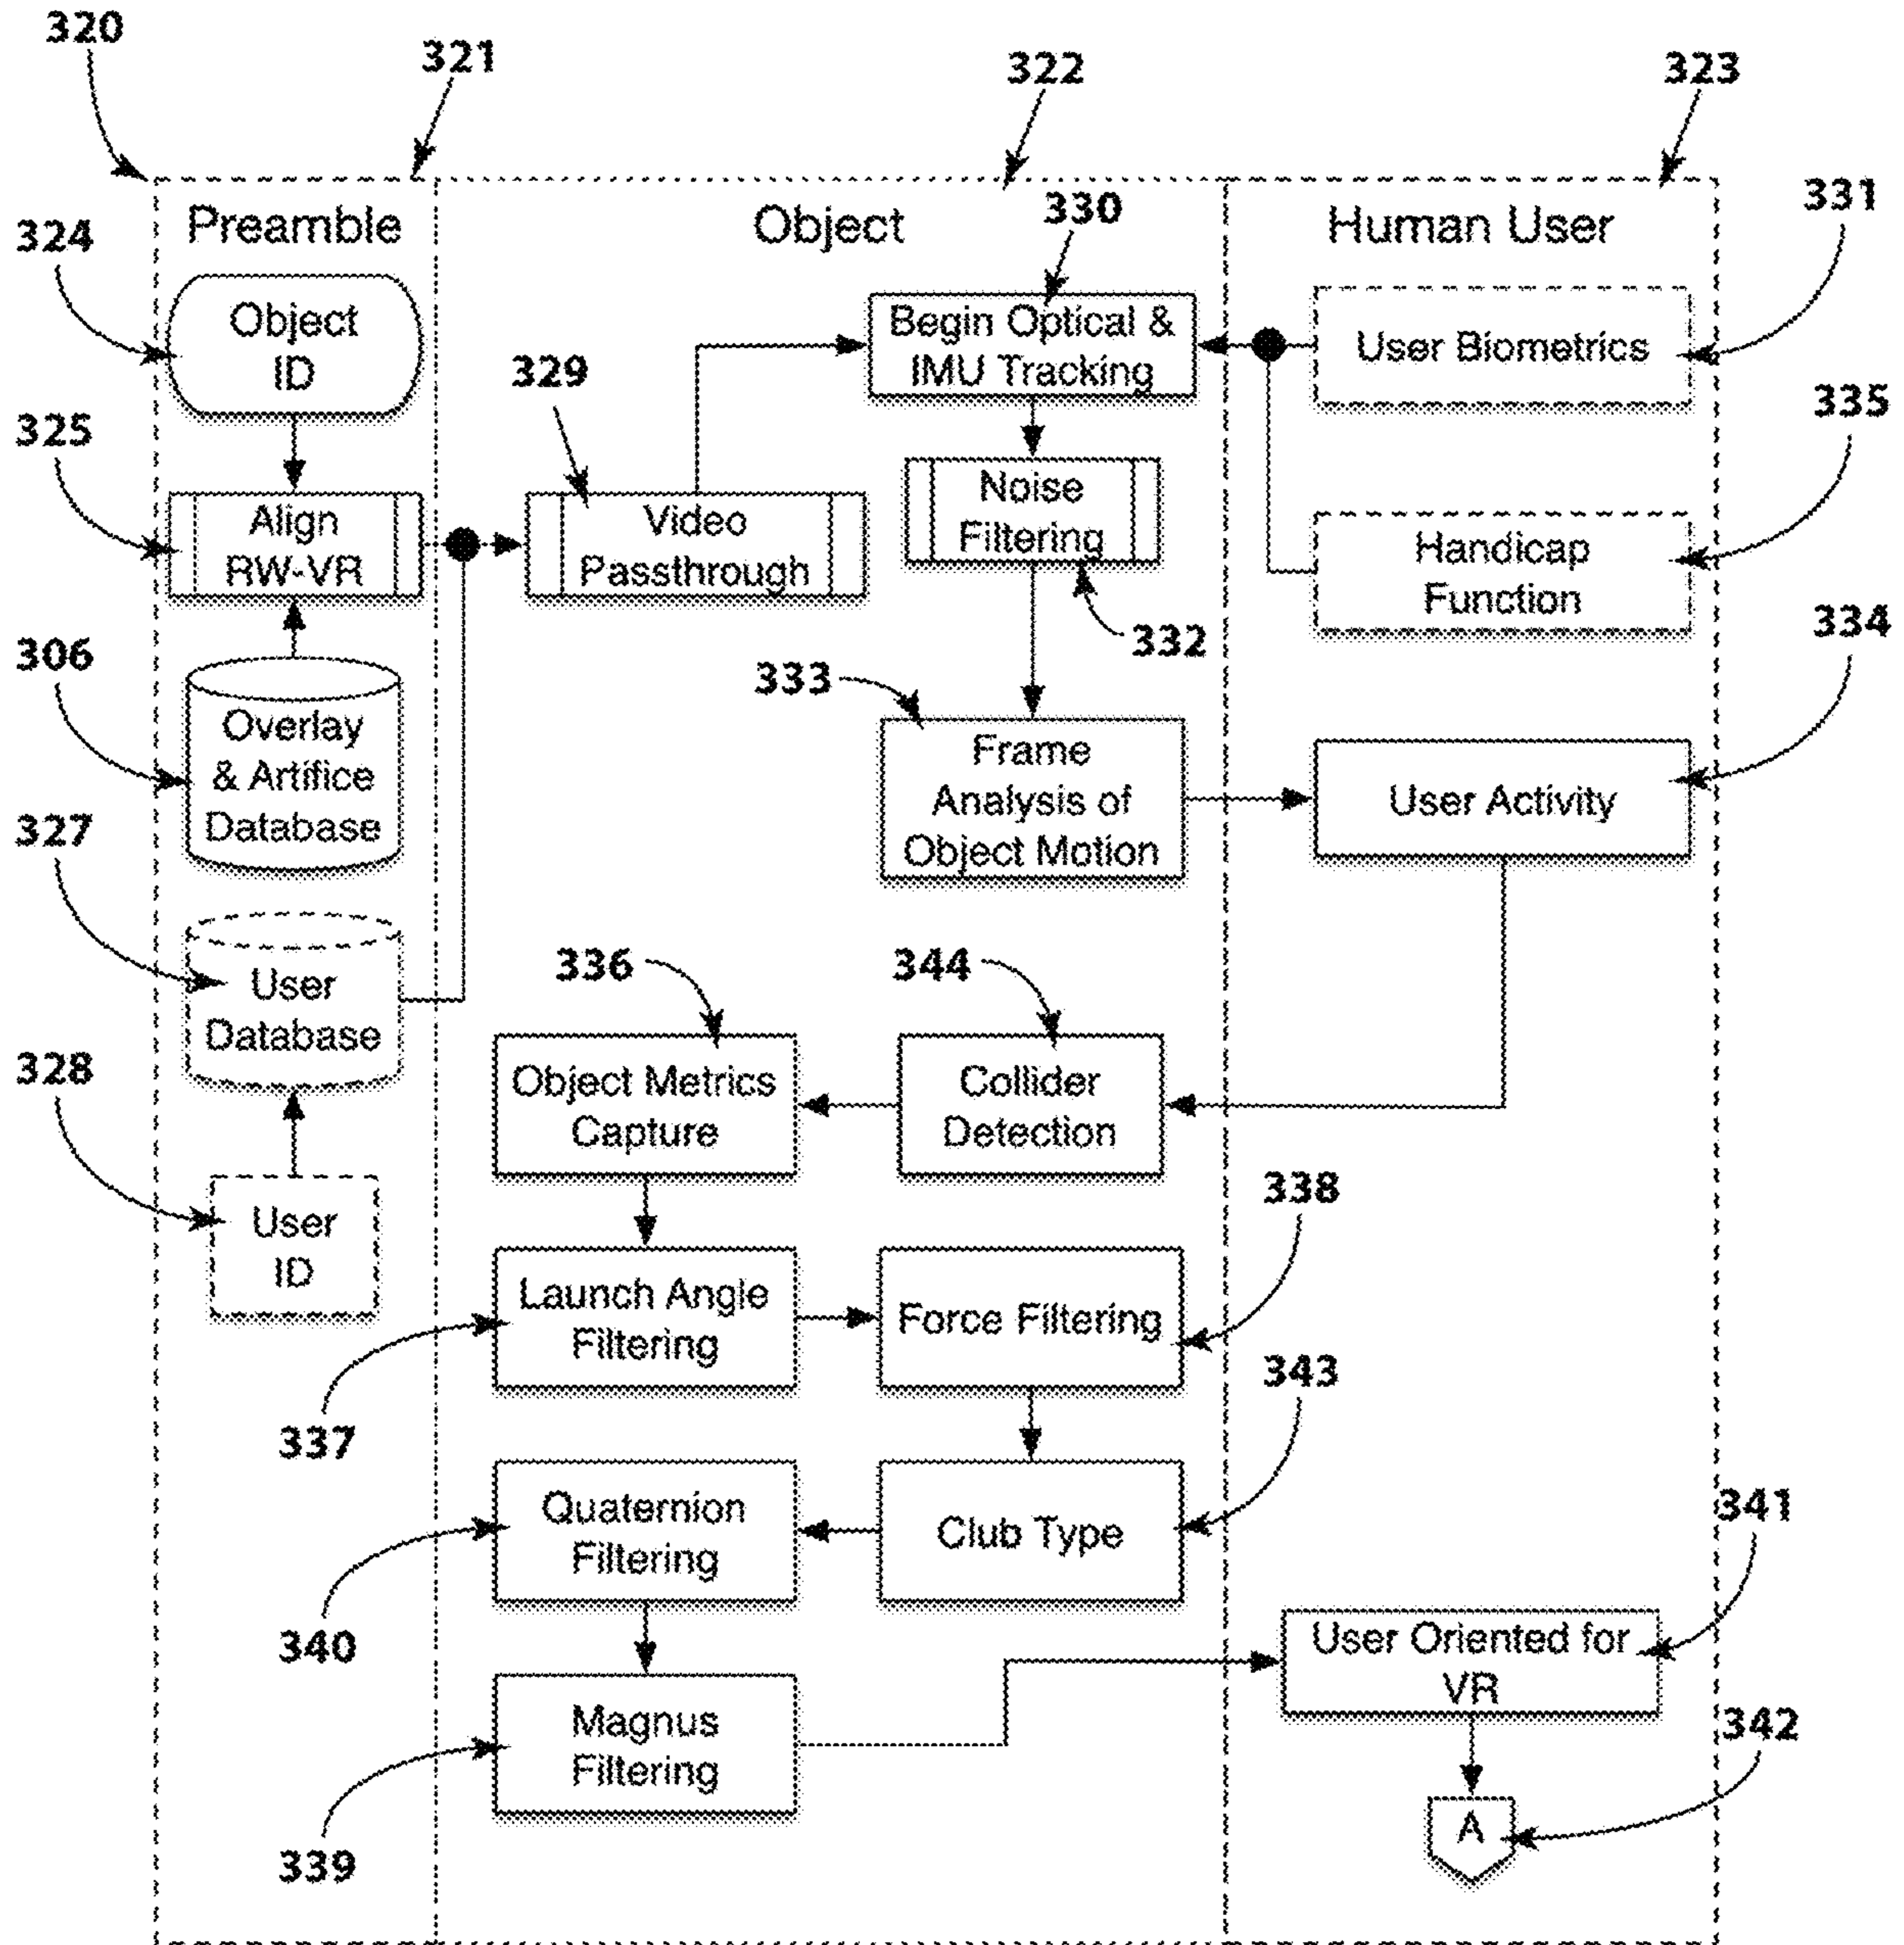 320
321
322
323
Preamble
Object
Human User
324
330
331
Object
ID
Begin Optical &
IMU Tracking
User Biometrics
329
325
335
Align
RW-VR
Video
Passthrough
Noise
Filtering
Handicap
Function
306
332
334
333
Overlay
& Artifice
Database
Frame
Analysis of
Object Motion
User Activity
327
User
Database
336
344
328
Object Metrics
Capture
Collider
Detection
User
ID
338
Launch Angle
Filtering
Force Filtering
337
343
Quaternion
Filtering
Club Type
341
340
User Oriented for
VR
Magnus
Filtering
342
A
339